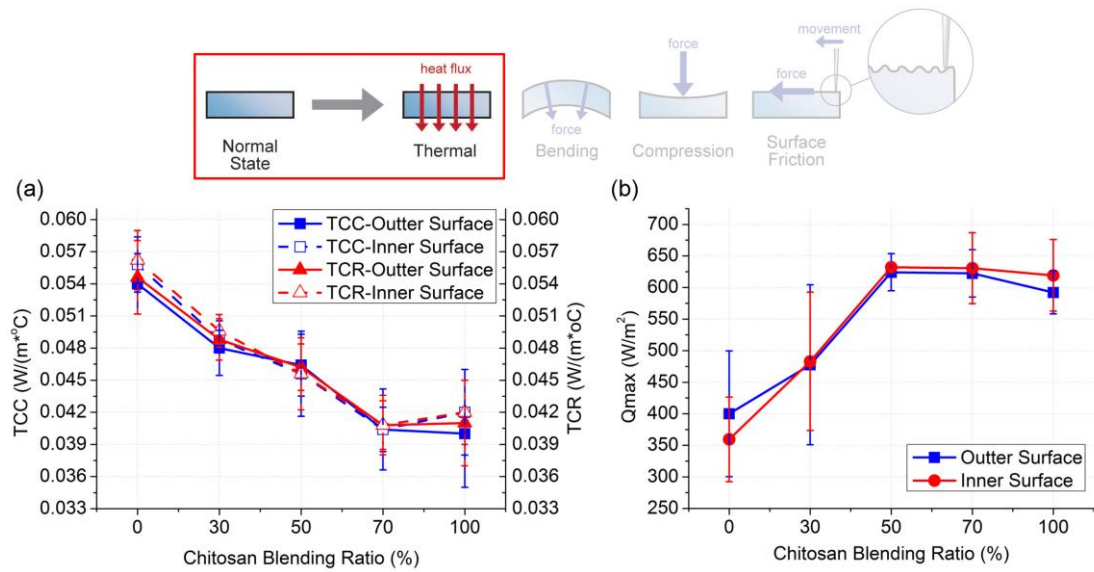 force
movement
heat flux
force
Normal
State
Thermal
force
Bending
Compression
Surface
Friction
(a)
TCC-Outter Surface
TCC-Inner Surface
TCR-Outter Surface
TCR-Inner Surface
TCC (W/(m*°C)
0.060
0.057
0.054
0.051
0.048
0.045
0.042
0.039
0.036
0.033
0.060
0.057
0.054
0.051
0.048
0.045
0.042
0.039
0.036
0.033
TCR (W/(m*oC)
0 30 50 70 100
Chitosan Blending Ratio (%)
(b)
Qmax (W/m²)
700
650
600
550
500
450
400
350
300
250
Outter Surface
Inner Surface
0 30 50 70 100
Chitosan Blending Ratio (%)